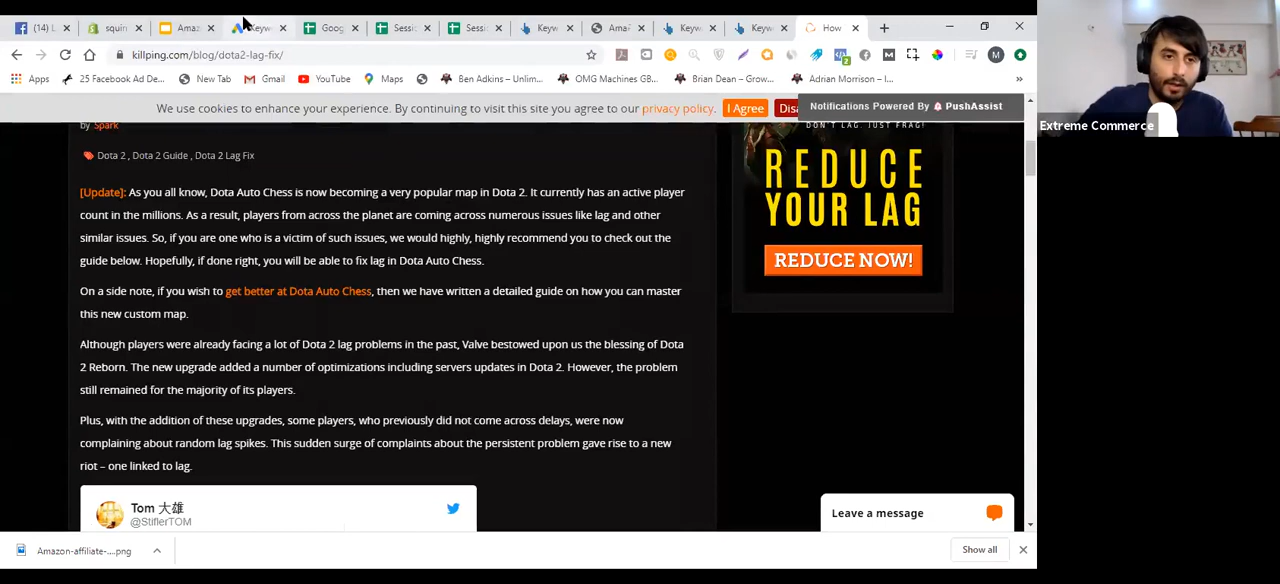 (14) L
squin
Amaz
Keyw
Goog
Sessio
Sessio
Keyw
Ama
Keyw
Keyw
How
killping.com/blog/dota2-lag-fix/
M
Apps
25 Facebook Ad De...
New Tab
Gmail
YouTube
Maps
Ben Adkins – Unlim...
OMG Machines GB...
Brian Dean – Grow...
Adrian Morrison – I...
»
We use cookies to enhance your experience. By continuing to visit this site you agree to our privacy policy.
I Agree
Disa
Notifications Powered By PushAssist
Extreme Commerce
by Spark
Dota 2 , Dota 2 Guide , Dota 2 Lag Fix
[Update]: As you all know, Dota Auto Chess is now becoming a very popular map in Dota 2. It currently has an active player
count in the millions. As a result, players from across the planet are coming across numerous issues like lag and other
similar issues. So, if you are one who is a victim of such issues, we would highly, highly recommend you to check out the
guide below. Hopefully, if done right, you will be able to fix lag in Dota Auto Chess.
On a side note, if you wish to get better at Dota Auto Chess, then we have written a detailed guide on how you can master
this new custom map.
Although players were already facing a lot of Dota 2 lag problems in the past, Valve bestowed upon us the blessing of Dota
2 Reborn. The new upgrade added a number of optimizations including servers updates in Dota 2. However, the problem
still remained for the majority of its players.
Plus, with the addition of these upgrades, some players, who previously did not come across delays, were now
complaining about random lag spikes. This sudden surge of complaints about the persistent problem gave rise to a new
riot – one linked to lag.
Tom 大雄
@StiflerTOM
DON'T LAG. JUST FRAG!
REDUCE
YOUR LAG
REDUCE NOW!
Leave a message
Amazon-affiliate-....png
Show all